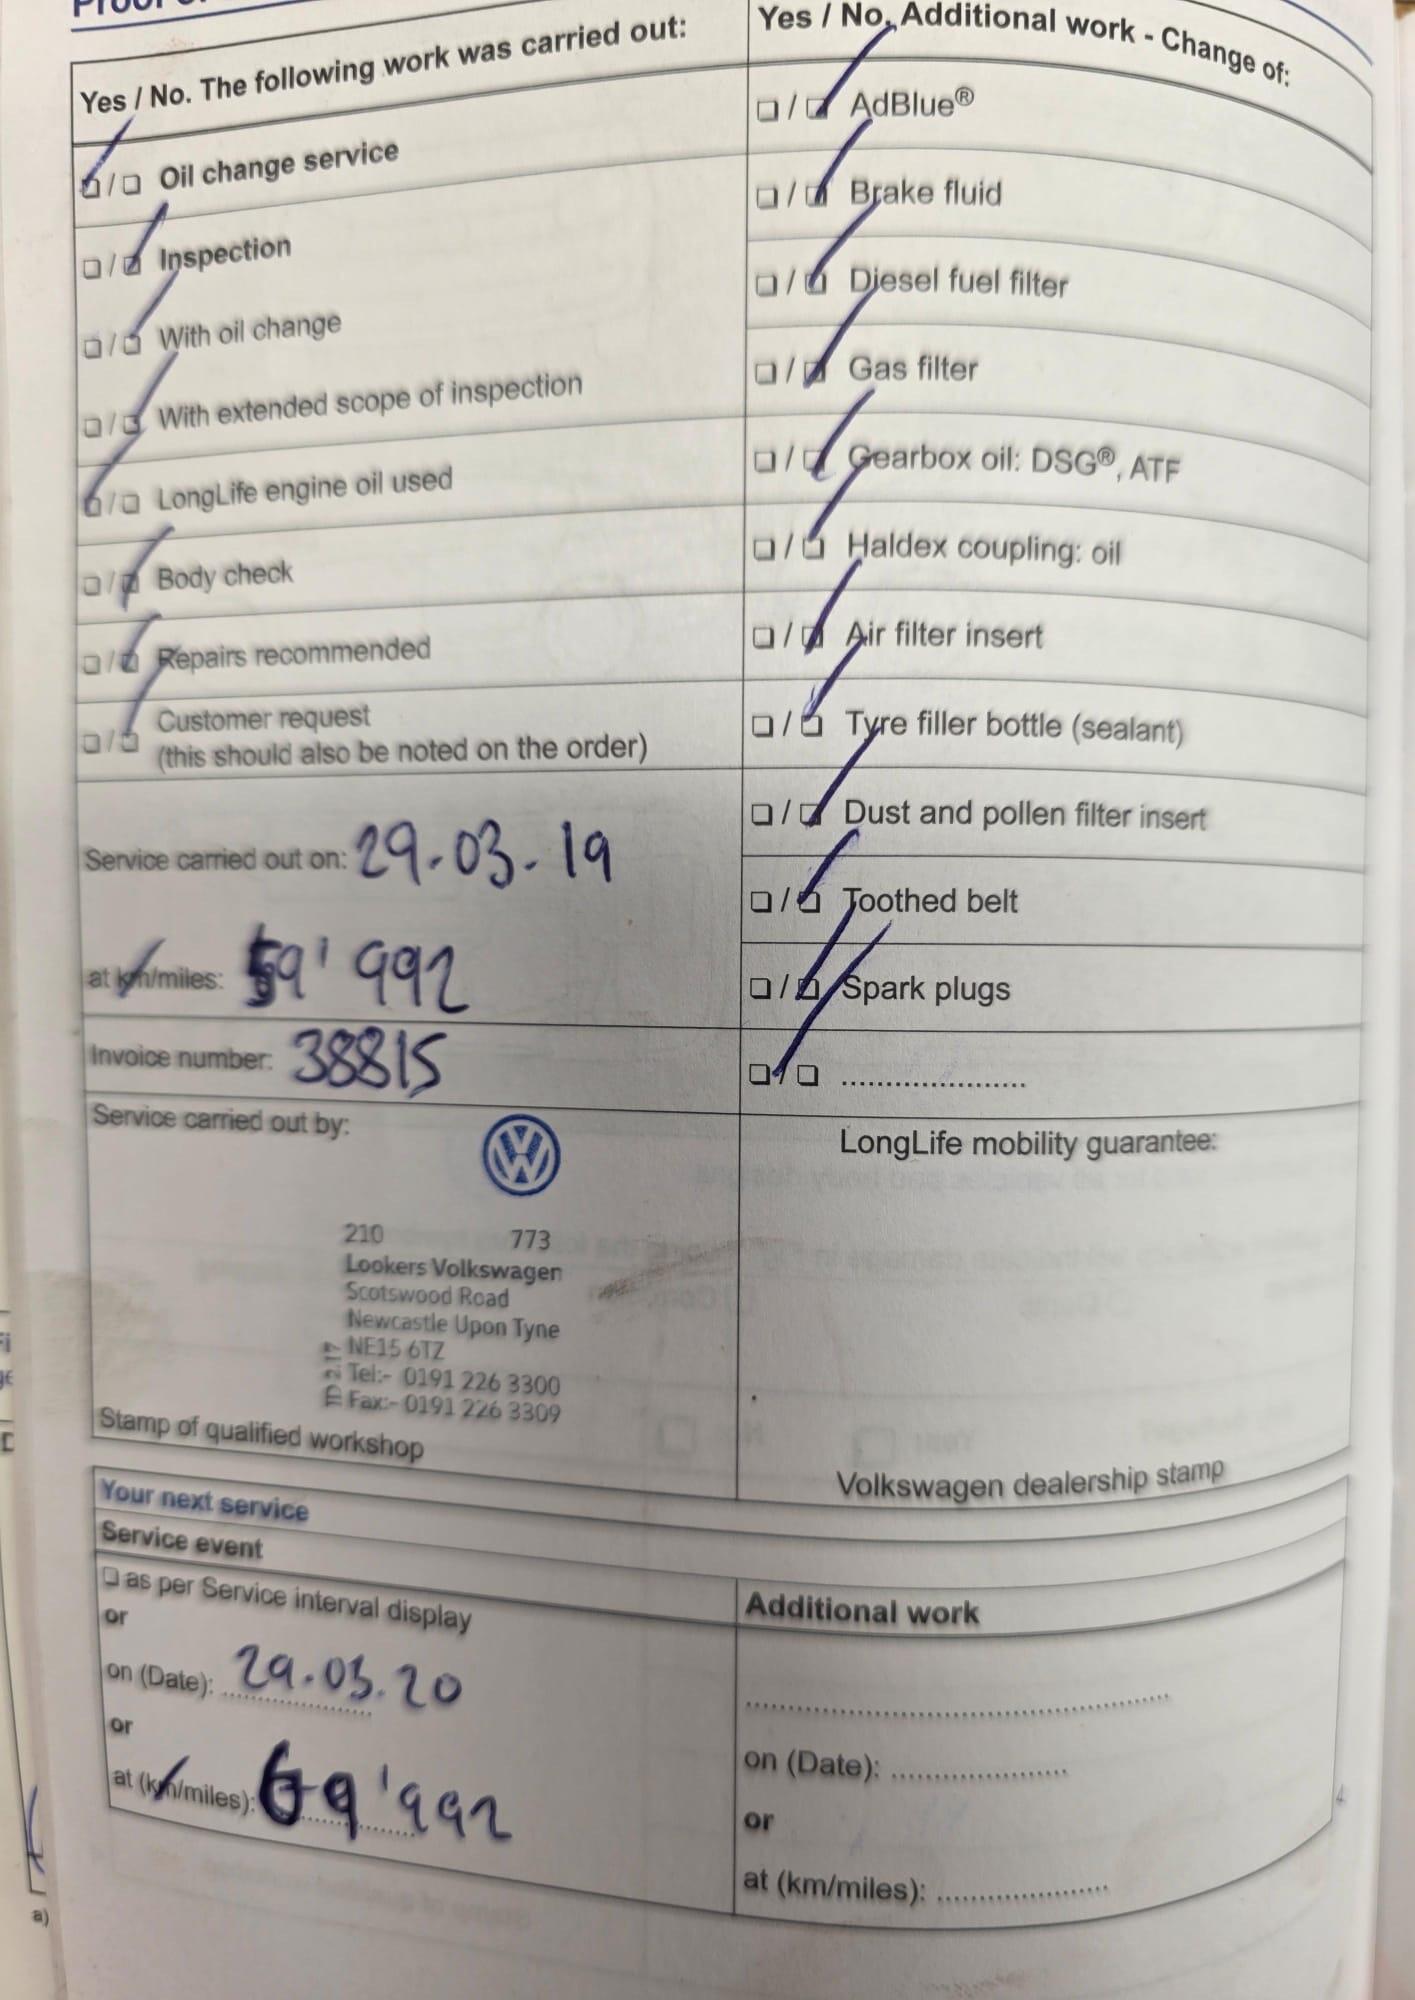 Yes / No. The following work was carried out:
☑ / ☐ Oil change service
☐ / ☑ Inspection
☐ / ☑ With oil change
☐ / ☑ With extended scope of inspection
☑ / ☐ LongLife engine oil used
☐ / ☑ Body check
☐ / ☑ Repairs recommended
☐ / ☑ Customer request
(this should also be noted on the order)
Service carried out on: 29.03.19
at km/miles: 59'992
Invoice number: 38815
Service carried out by:
VW
210 773
Lookers Volkswagen
Scotswood Road
Newcastle Upon Tyne
NE15 6TZ
Tel:- 0191 226 3300
Fax:- 0191 226 3309
Stamp of qualified workshop
Yes / No. Additional work - Change of:
☐ / ☑ AdBlue®
☐ / ☑ Brake fluid
☐ / ☑ Diesel fuel filter
☐ / ☑ Gas filter
☐ / ☑ Gearbox oil: DSG®, ATF
☐ / ☑ Haldex coupling: oil
☐ / ☑ Air filter insert
☐ / ☑ Tyre filler bottle (sealant)
☐ / ☑ Dust and pollen filter insert
☐ / ☑ Toothed belt
☐ / ☑ Spark plugs
☐ / ☐ ......................
LongLife mobility guarantee:
Volkswagen dealership stamp
Your next service
Service event
☐ as per Service interval display
or
on (Date): 29.03.20
or
at (km/miles): 69'992
Additional work
..................................................
on (Date): ......................
or
at (km/miles): ......................
a)